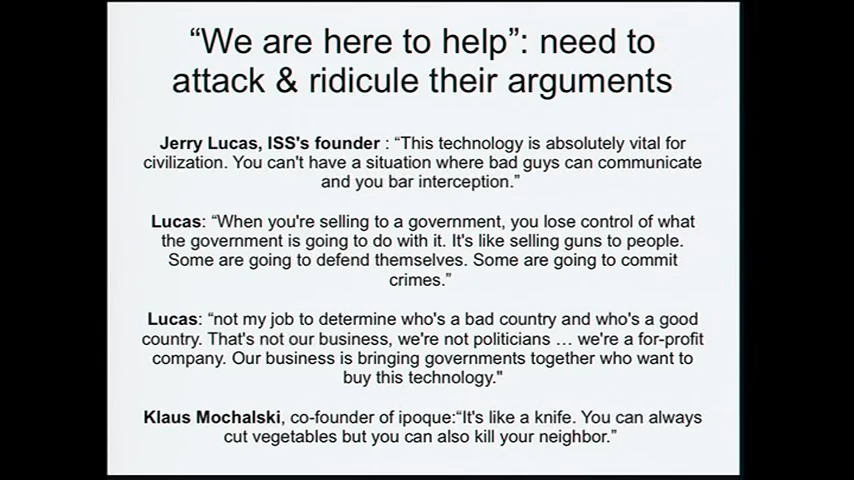 “We are here to help”: need to
attack & ridicule their arguments
Jerry Lucas, ISS's founder : “This technology is absolutely vital for
civilization. You can't have a situation where bad guys can communicate
and you bar interception.”
Lucas: “When you're selling to a government, you lose control of what
the government is going to do with it. It's like selling guns to people.
Some are going to defend themselves. Some are going to commit
crimes.”
Lucas: “not my job to determine who's a bad country and who's a good
country. That's not our business, we're not politicians … we're a for-profit
company. Our business is bringing governments together who want to
buy this technology."
Klaus Mochalski, co-founder of ipoque:“It's like a knife. You can always
cut vegetables but you can also kill your neighbor.”